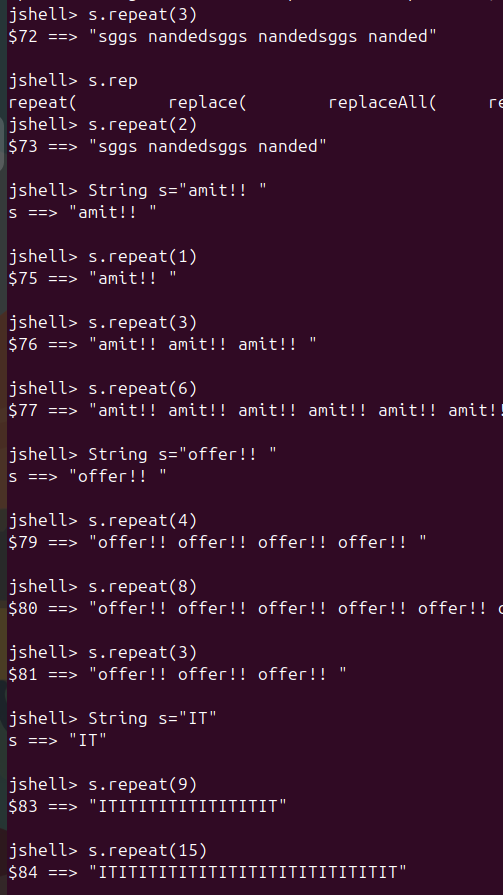 jshell> s.repeat(3)
$72 ==> "sggs nandedsggs nandedsggs nanded"
jshell> s.rep
repeat( replace( replaceAll( re
jshell> s.repeat(2)
$73 ==> "sggs nandedsggs nanded"
jshell> String s="amit!! "
s ==> "amit!! "
jshell> s.repeat(1)
$75 ==> "amit!! "
jshell> s.repeat(3)
$76 ==> "amit!! amit!! amit!! "
jshell> s.repeat(6)
$77 ==> "amit!! amit!! amit!! amit!! amit!! amit!!
jshell> String s="offer!! "
s ==> "offer!! "
jshell> s.repeat(4)
$79 ==> "offer!! offer!! offer!! offer!! "
jshell> s.repeat(8)
$80 ==> "offer!! offer!! offer!! offer!! offer!! o
jshell> s.repeat(3)
$81 ==> "offer!! offer!! offer!! "
jshell> String s="IT"
s ==> "IT"
jshell> s.repeat(9)
$83 ==> "ITITITITITITITITIT"
jshell> s.repeat(15)
$84 ==> "ITITITITITITITITITITITITITITIT"